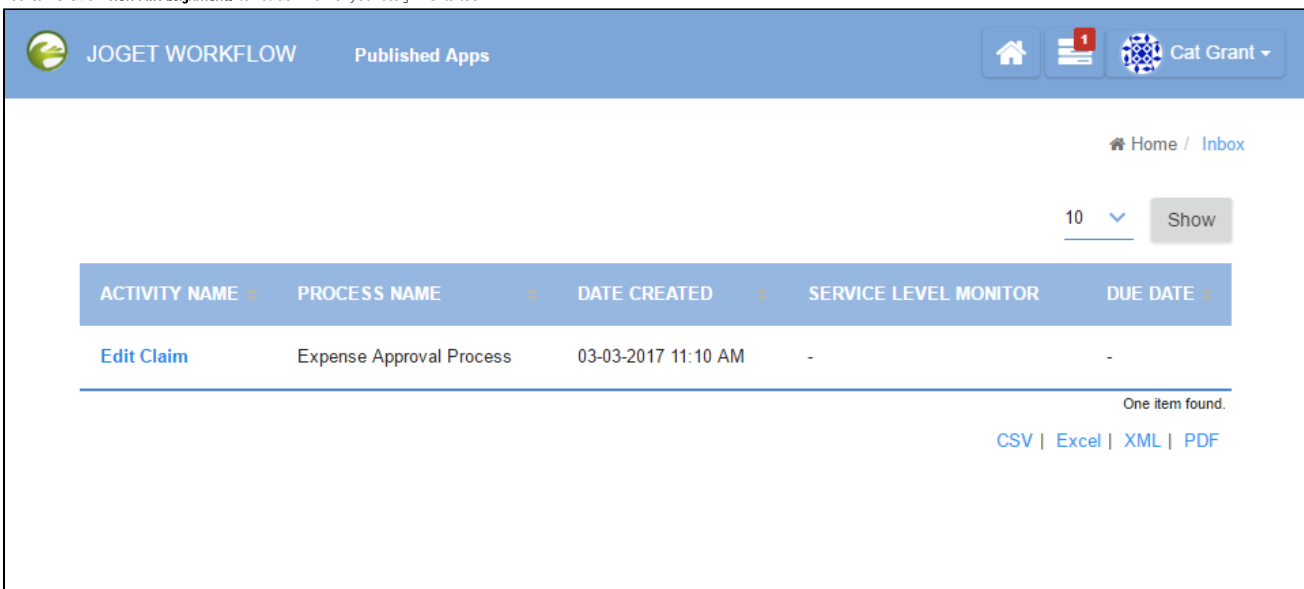 JOGET WORKFLOW Published Apps 1 Cat Grant
Home / Inbox
10 Show
ACTIVITY NAME PROCESS NAME DATE CREATED SERVICE LEVEL MONITOR DUE DATE
Edit Claim Expense Approval Process 03-03-2017 11:10 AM - -
One item found.
CSV | Excel | XML | PDF